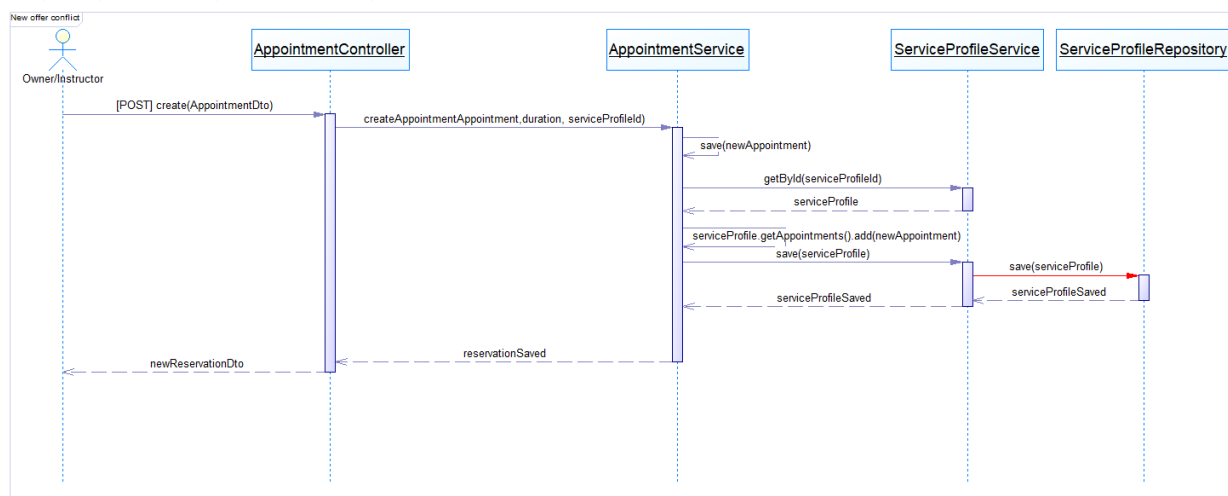 New offer conflict
AppointmentController
AppointmentService
ServiceProfileService
ServiceProfileRepository
Owner/Instructor
[POST] create(AppointmentDto)
createAppointmentAppointment,duration, serviceProfileId)
save(newAppointment)
getById(serviceProfileId)
serviceProfile
serviceProfile.getAppointments().add(newAppointment)
save(serviceProfile)
save(serviceProfile)
serviceProfileSaved
serviceProfileSaved
reservationSaved
newReservationDto